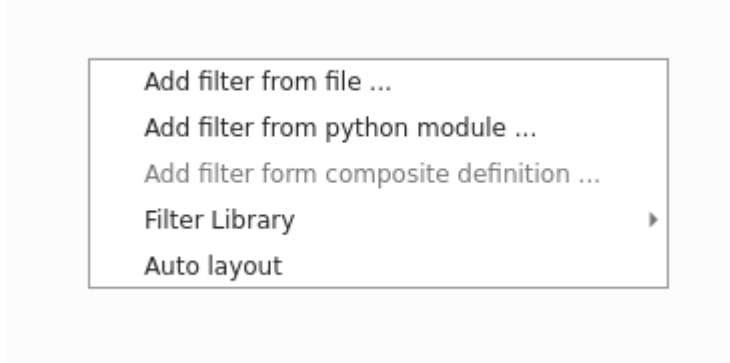 Add filter from file ...
Add filter from python module ...
Add filter form composite definition ...
Filter Library
Auto layout